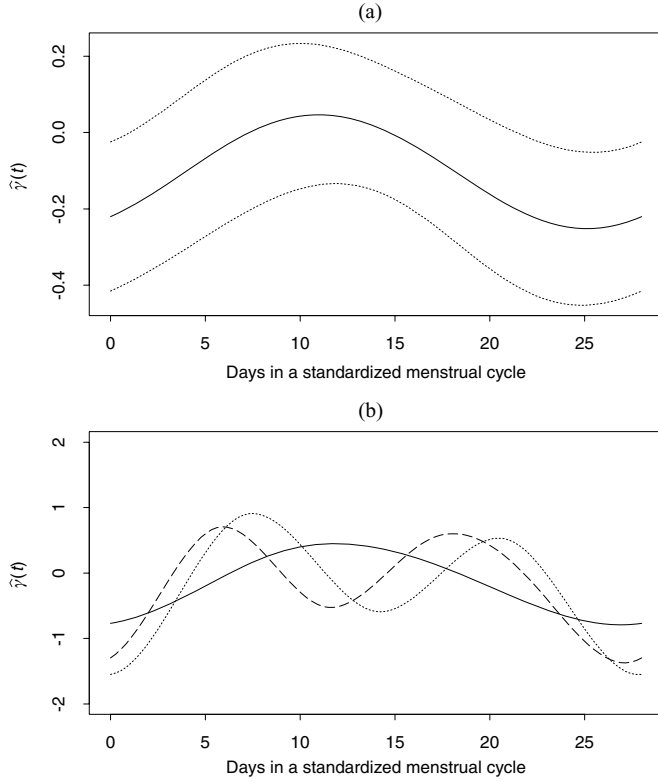 (a)
0.2
0.0
-0.2
-0.4
γ̂(t)
0 5 10 15 20 25
Days in a standardized menstrual cycle
(b)
2
1
0
-1
-2
γ̂(t)
0 5 10 15 20 25
Days in a standardized menstrual cycle